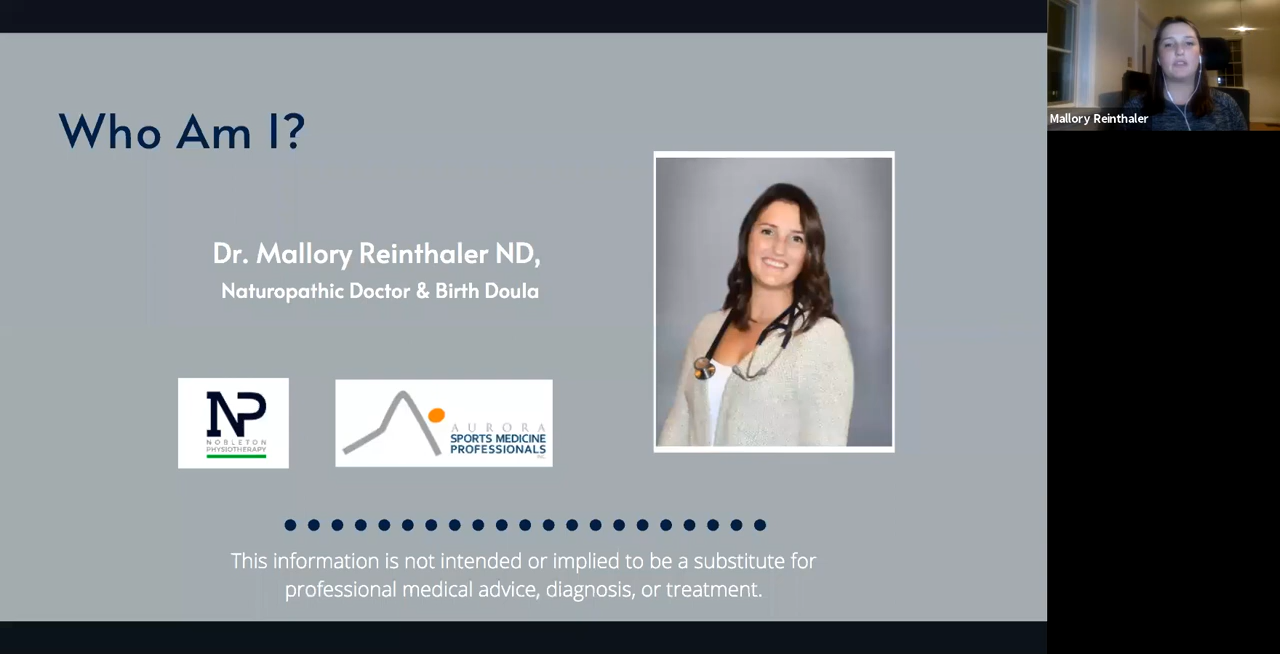 Who Am I?
Dr. Mallory Reinthaler ND,
Naturopathic Doctor & Birth Doula
NP
NOBLETON
PHYSIOTHERAPY
AURORA
SPORTS MEDICINE
PROFESSIONALS
INC.
This information is not intended or implied to be a substitute for
professional medical advice, diagnosis, or treatment.
Mallory Reinthaler